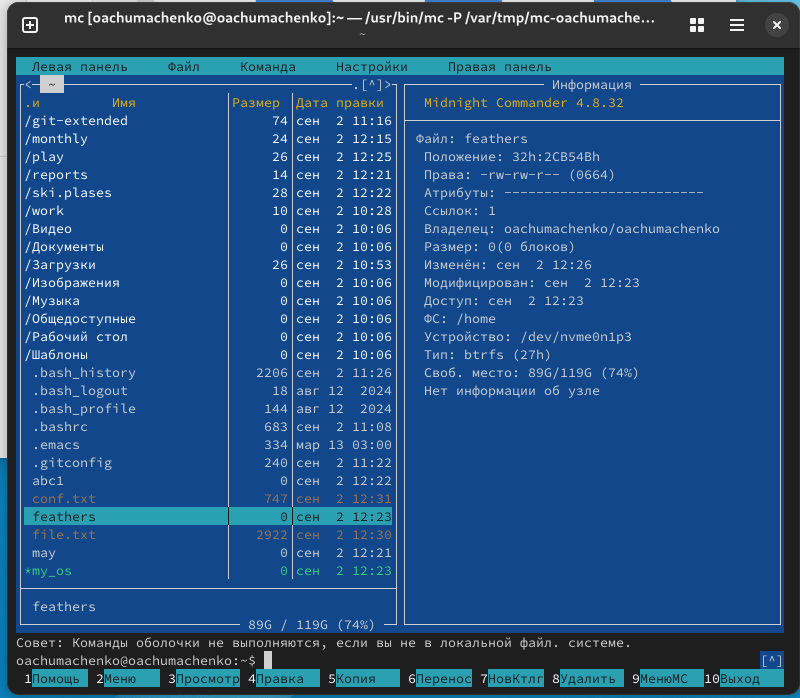 mc [oachumachenko@oachumachenko]:~ — /usr/bin/mc -P /var/tmp/mc-oachumache…
~
Левая панель Файл Команда Настройки Правая панель
<─ ~ .[^]>
.и Имя Размер Дата правки
/git-extended 74 сен 2 11:16
/monthly 24 сен 2 12:15
/play 26 сен 2 12:25
/reports 14 сен 2 12:21
/ski.plases 28 сен 2 12:22
/work 10 сен 2 10:28
/Видео 0 сен 2 10:06
/Документы 0 сен 2 10:06
/Загрузки 26 сен 2 10:53
/Изображения 0 сен 2 10:06
/Музыка 0 сен 2 10:06
/Общедоступные 0 сен 2 10:06
/Рабочий стол 0 сен 2 10:06
/Шаблоны 0 сен 2 10:06
.bash_history 2206 сен 2 11:26
.bash_logout 18 авг 12 2024
.bash_profile 144 авг 12 2024
.bashrc 683 сен 2 11:08
.emacs 334 мар 13 03:00
.gitconfig 240 сен 2 11:22
abc1 0 сен 2 12:22
conf.txt 747 сен 2 12:31
feathers 0 сен 2 12:23
file.txt 2922 сен 2 12:30
may 0 сен 2 12:21
*my_os 0 сен 2 12:23
feathers
89G / 119G (74%)
Информация
Midnight Commander 4.8.32
Файл: feathers
Положение: 32h:2CB54Bh
Права: -rw-rw-r-- (0664)
Атрибуты: -------------------------
Ссылок: 1
Владелец: oachumachenko/oachumachenko
Размер: 0(0 блоков)
Изменён: сен 2 12:26
Модифицирован: сен 2 12:23
Доступ: сен 2 12:23
ФС: /home
Устройство: /dev/nvme0n1p3
Тип: btrfs (27h)
Своб. место: 89G/119G (74%)
Нет информации об узле
Совет: Команды оболочки не выполняются, если вы не в локальной файл. системе.
oachumachenko@oachumachenko:~$ [^]
1Помощь 2Меню 3Просмотр 4Правка 5Копия 6Перенос 7НовКтлг 8Удалить 9МенюMC 10Выход